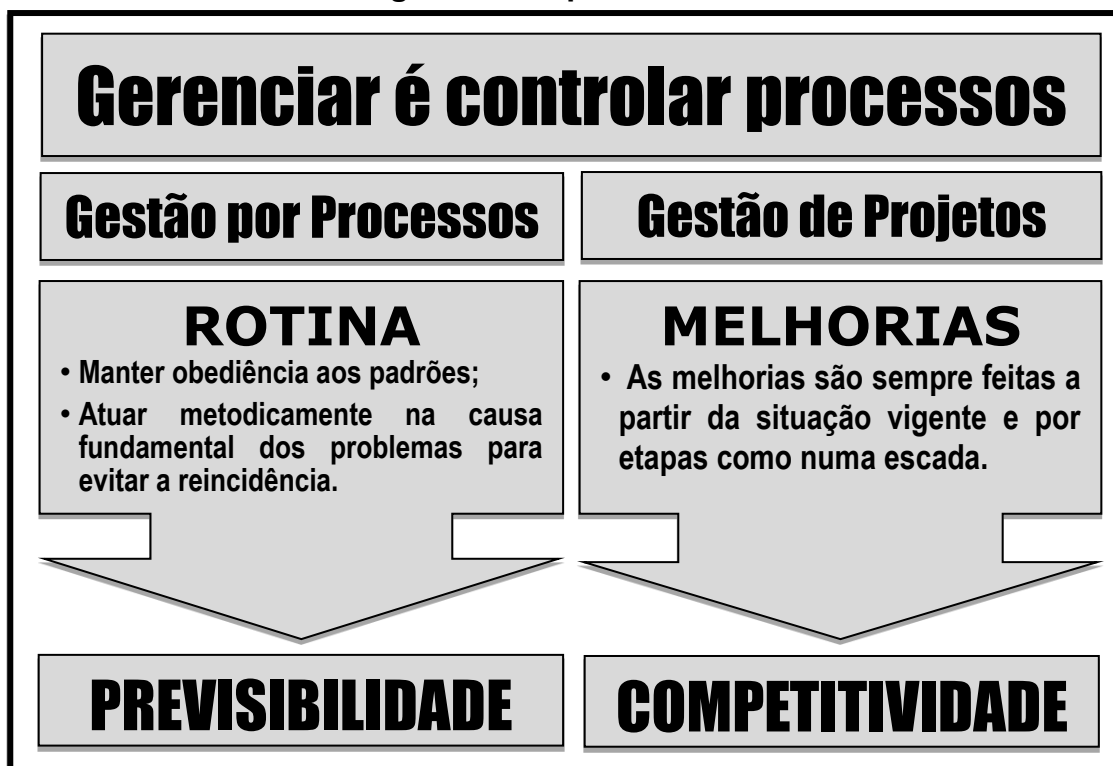 Gerenciar é controlar processos
Gestão por Processos
ROTINA
• Manter obediência aos padrões;
• Atuar metodicamente na causa
fundamental dos problemas para
evitar a reincidência.
PREVISIBILIDADE
Gestão de Projetos
MELHORIAS
• As melhorias são sempre feitas a
partir da situação vigente e por
etapas como numa escada.
COMPETITIVIDADE